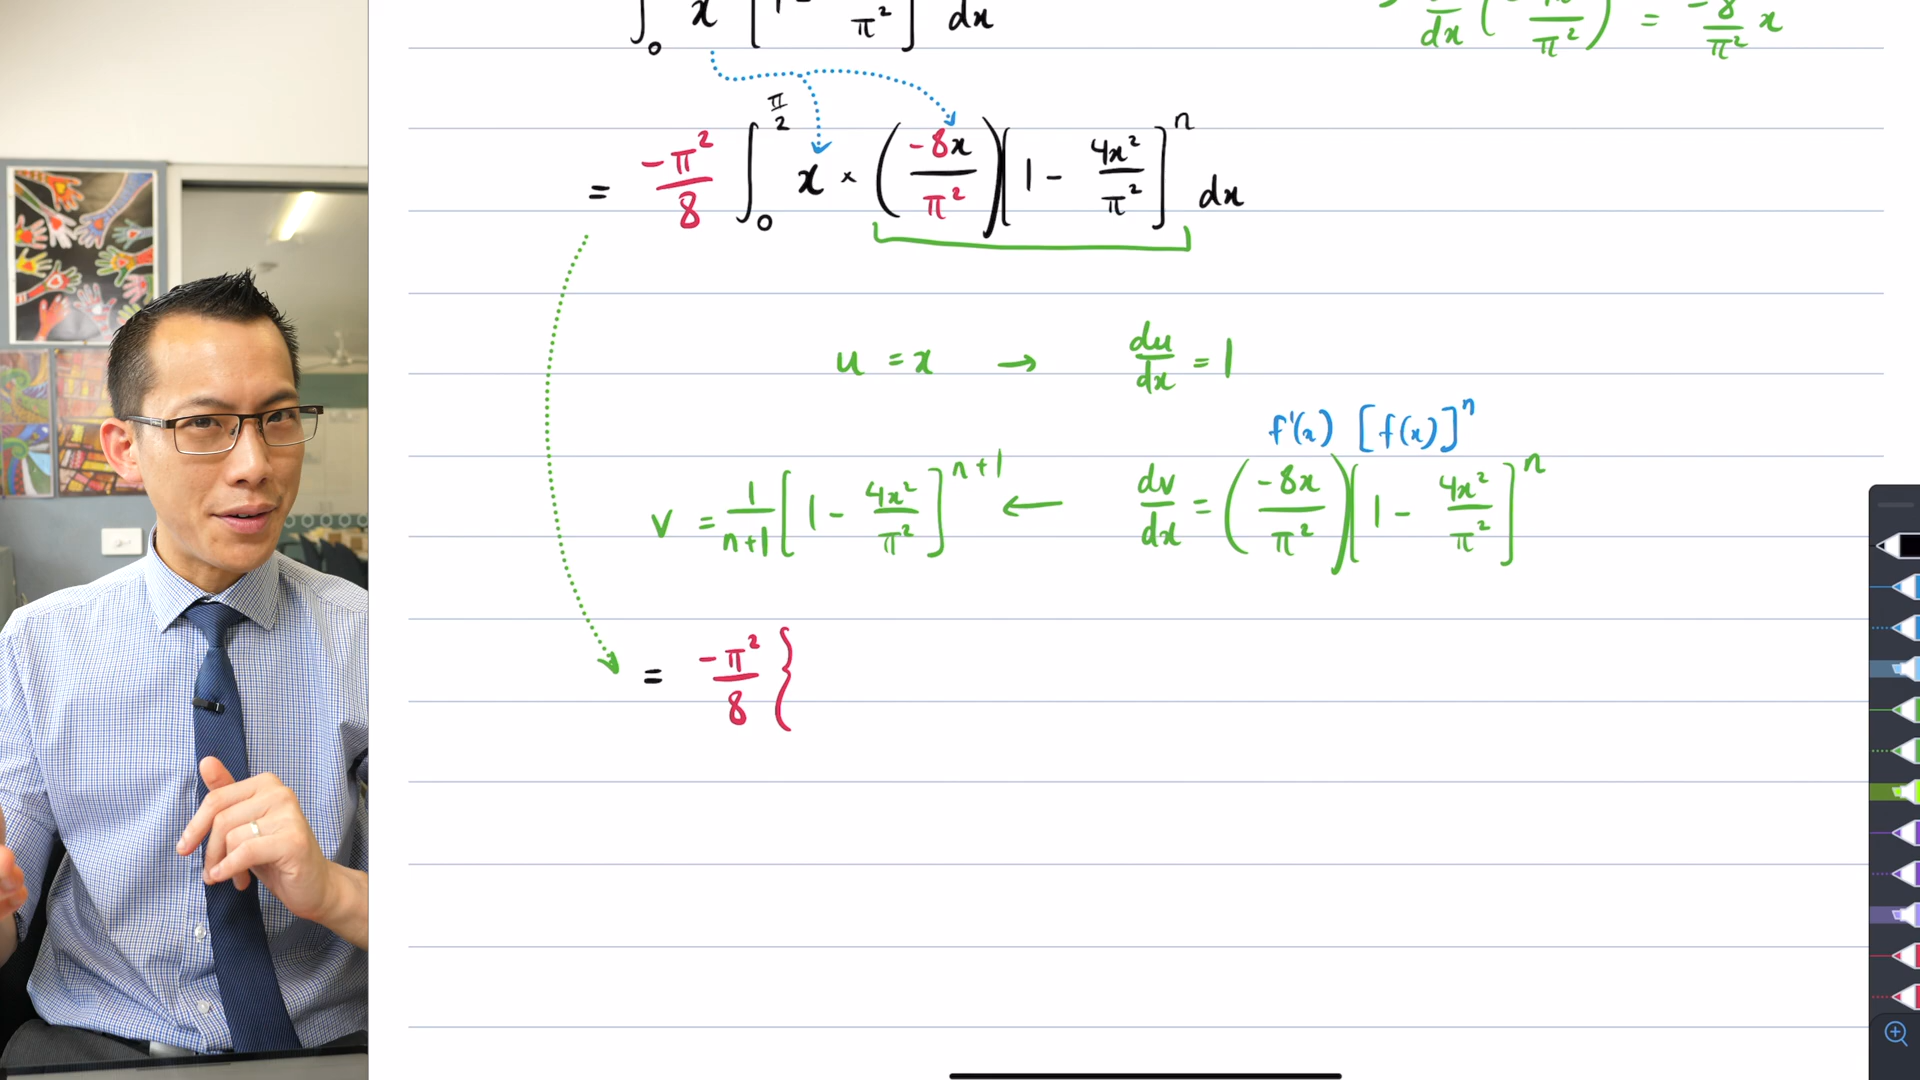 ∫₀ x [1 - π²] dx
d/dx ( π² ) = -8/π² x
= -π²/8 ∫₀^(π/2) x × (-8x/π²)[1 - 4x²/π²]ⁿ dx
u = x → du/dx = 1
f'(x) [f(x)]ⁿ
v = 1/(n+1) [1 - 4x²/π²]ⁿ⁺¹ ← dv/dx = (-8x/π²)[1 - 4x²/π²]ⁿ
= -π²/8 {